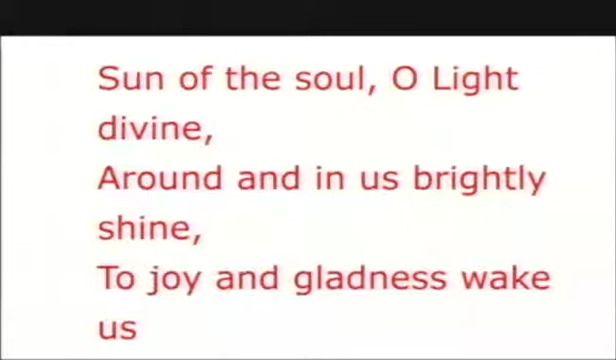 Sun of the soul, O Light
divine,
Around and in us brightly
shine,
To joy and gladness wake
us